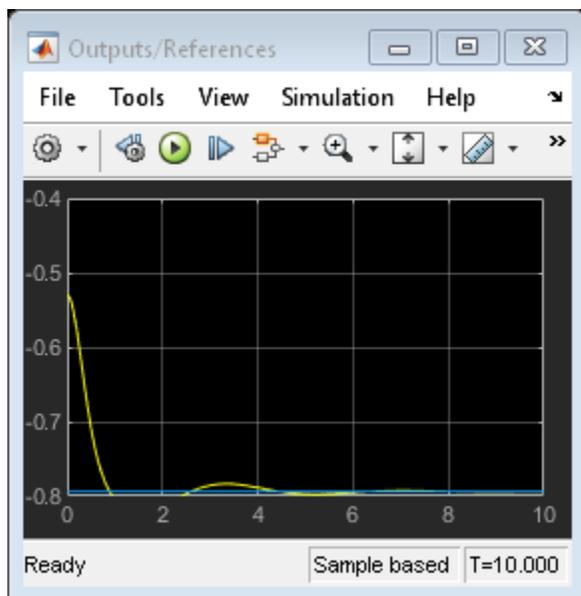 Outputs/References
File Tools View Simulation Help
-0.4
-0.5
-0.6
-0.7
-0.8
0 2 4 6 8 10
Ready Sample based T=10.000